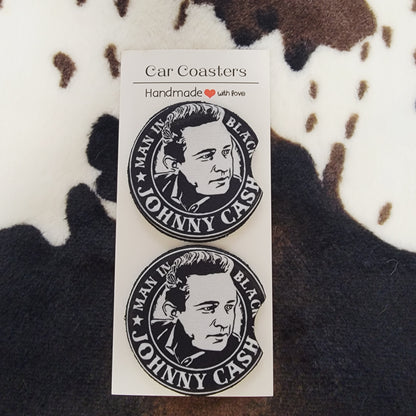 Car Coasters
Handmade ❤ with love
★ MAN IN BLACK
JOHNNY CASH
★ MAN IN BLACK
JOHNNY CASH